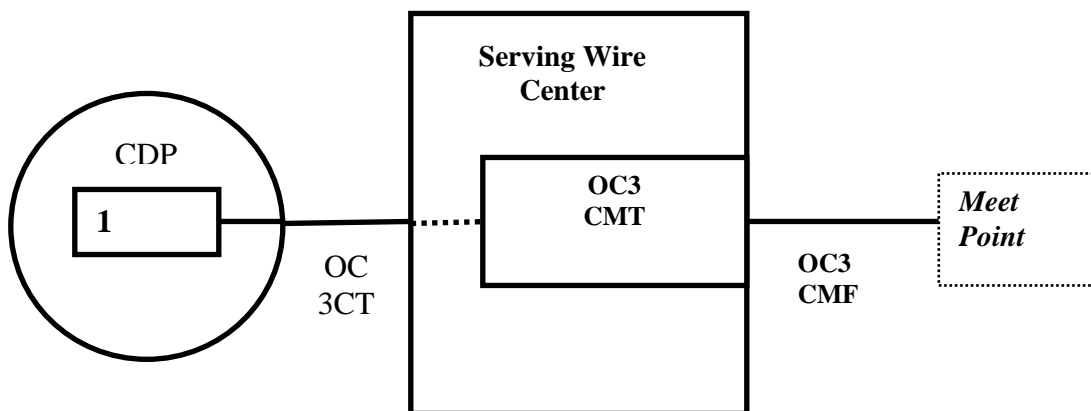 Serving Wire
Center
CDP
1
OC
3CT
OC3
CMT
OC3
CMF
Meet
Point